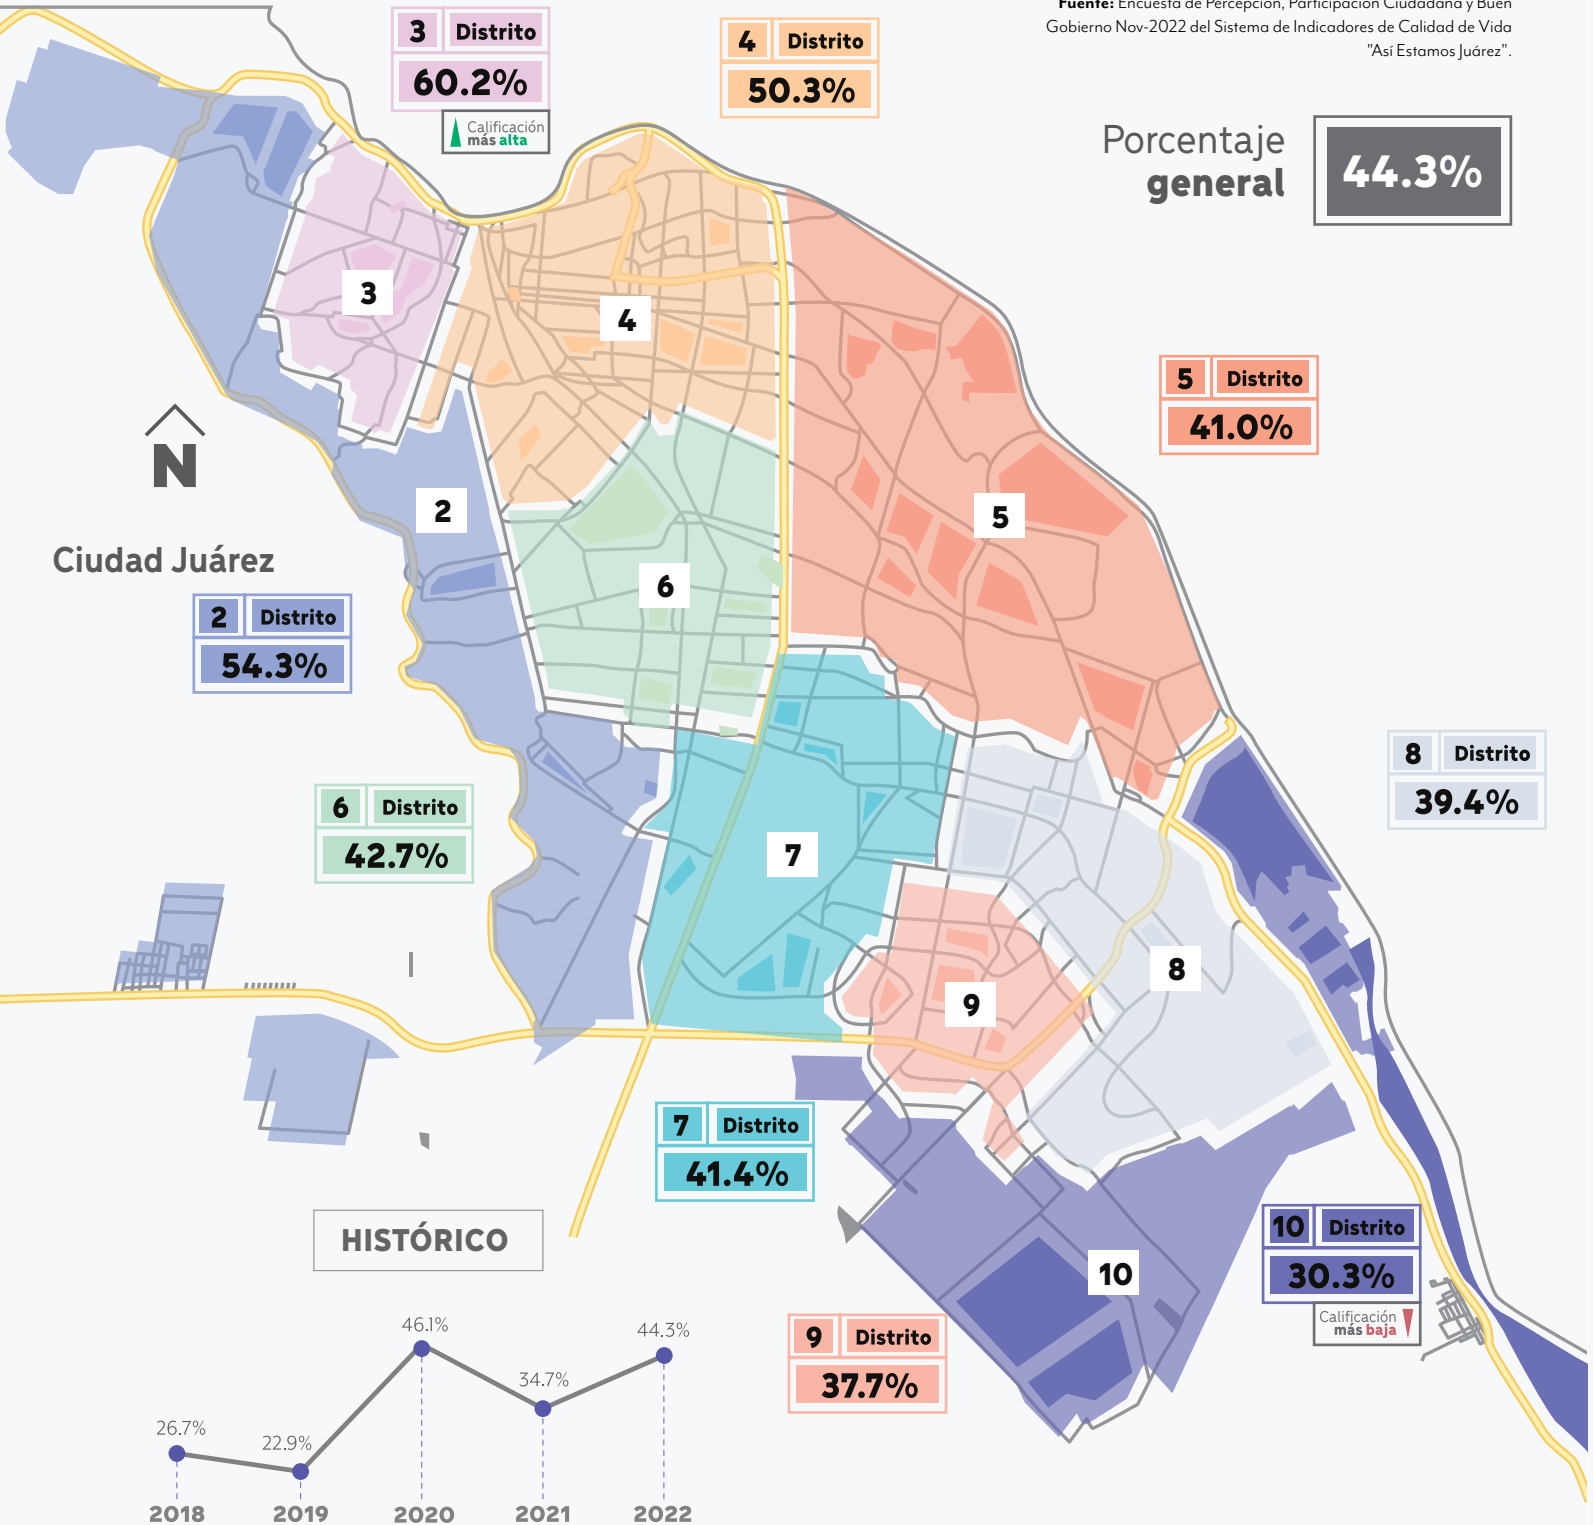 Fuente: Encuesta de Percepción, Participación Ciudadana y Buen
Gobierno Nov-2022 del Sistema de Indicadores de Calidad de Vida
"Así Estamos Juárez".
3 Distrito
60.2%
Calificación
más alta
4 Distrito
50.3%
Porcentaje
general
44.3%
3
4
5 Distrito
41.0%
N
2
5
Ciudad Juárez
6
2 Distrito
54.3%
8 Distrito
39.4%
6 Distrito
42.7%
7
8
9
7 Distrito
41.4%
10 Distrito
30.3%
Calificación
más baja
10
9 Distrito
37.7%
HISTÓRICO
26.7%
22.9%
46.1%
34.7%
44.3%
2018
2019
2020
2021
2022